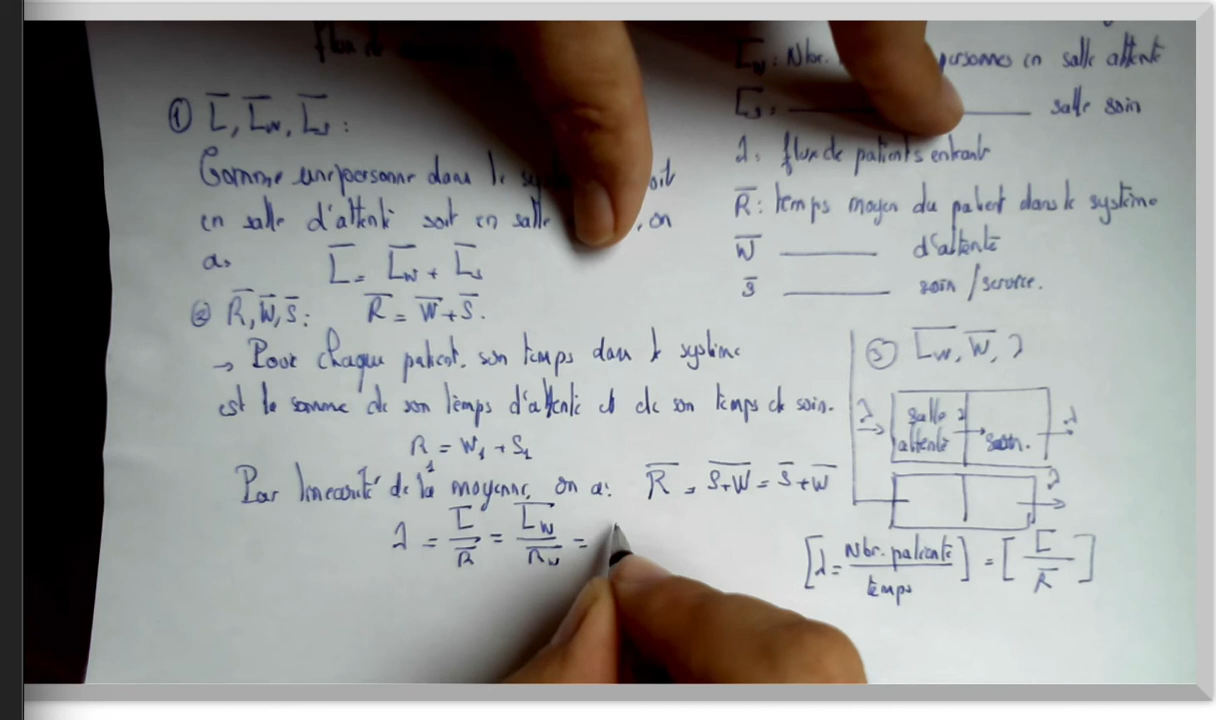 flux de
① L̅, L̅w, L̅s :
Comme une personne dans le soit
en salle d'attente soit en salle , on
a:
L̅ = L̅w + L̅s
② R̅, W̅, S̅ : R̅ = W̅ + S̅.
→ Pour chaque patient, son temps dans le système
est la somme de son temps d'attente et de son temps de soin.
R = W₁ + S₁
Par linéarité de la moyenne, on a: R̅ = S̅+̅W̅ = S̅ + W̅
λ = L̅/R̅ = L̅w/R̅w =
L̅w : Nbr. personnes en salle attente
L̅s : salle soin
λ: flux de patients entrants
R̅ : temps moyen du patient dans le système
W̅ d'attente
S̅ soin / service.
③ L̅w, W̅, λ
λ salle attente soin. λ
λ
[λ = Nbr. patients / temps] = [L̅/R̅]